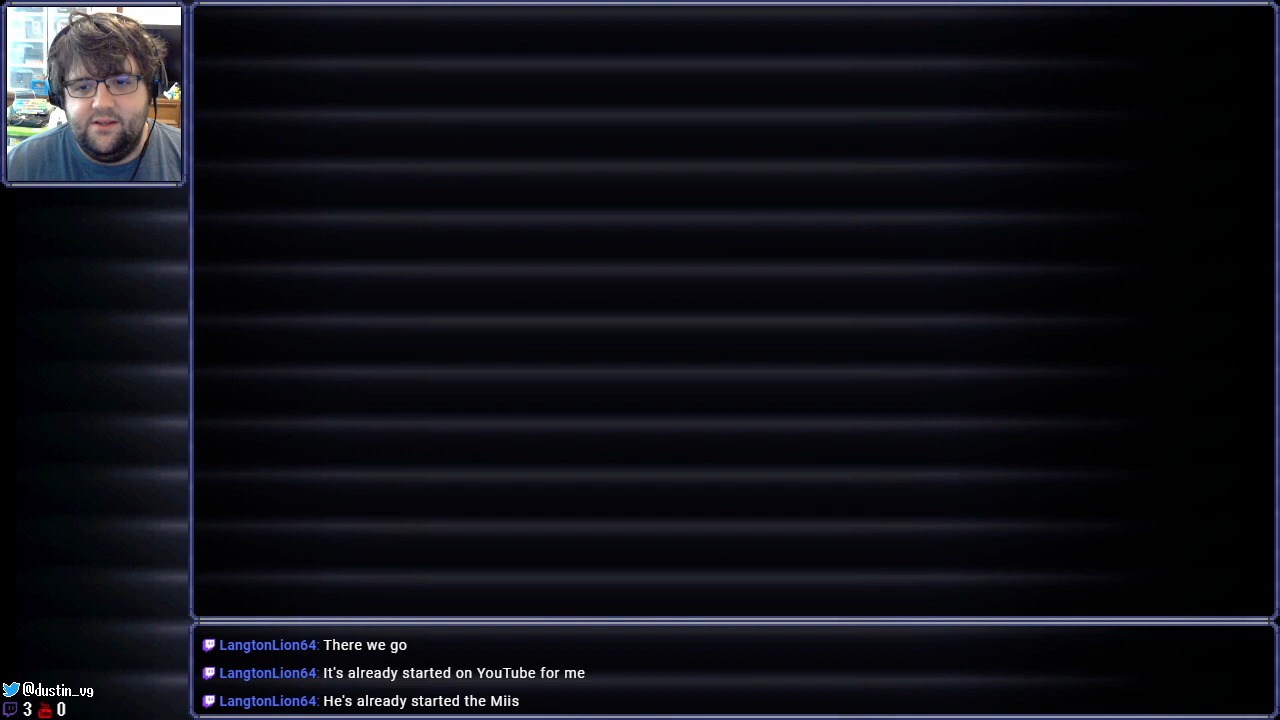 LangtonLion64: There we go
LangtonLion64: It's already started on YouTube for me
LangtonLion64: He's already started the Miis
@dustin_vg
3 0